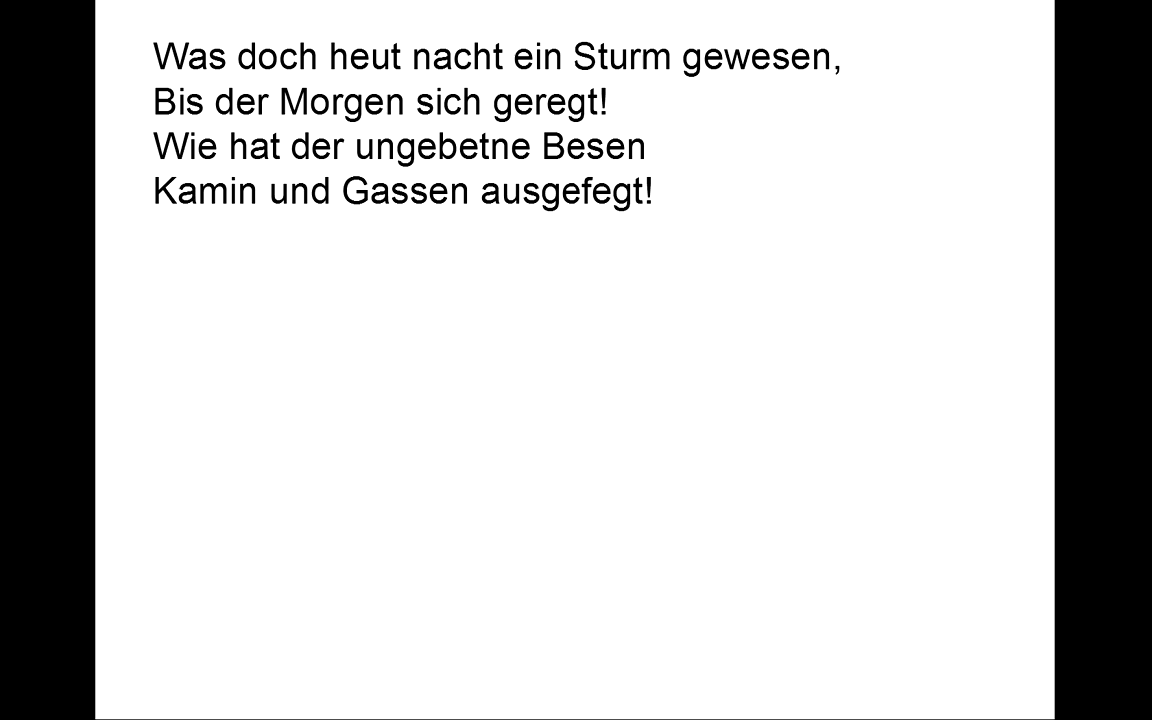 Was doch heut nacht ein Sturm gewesen,
Bis der Morgen sich geregt!
Wie hat der ungebetne Besen
Kamin und Gassen ausgefegt!